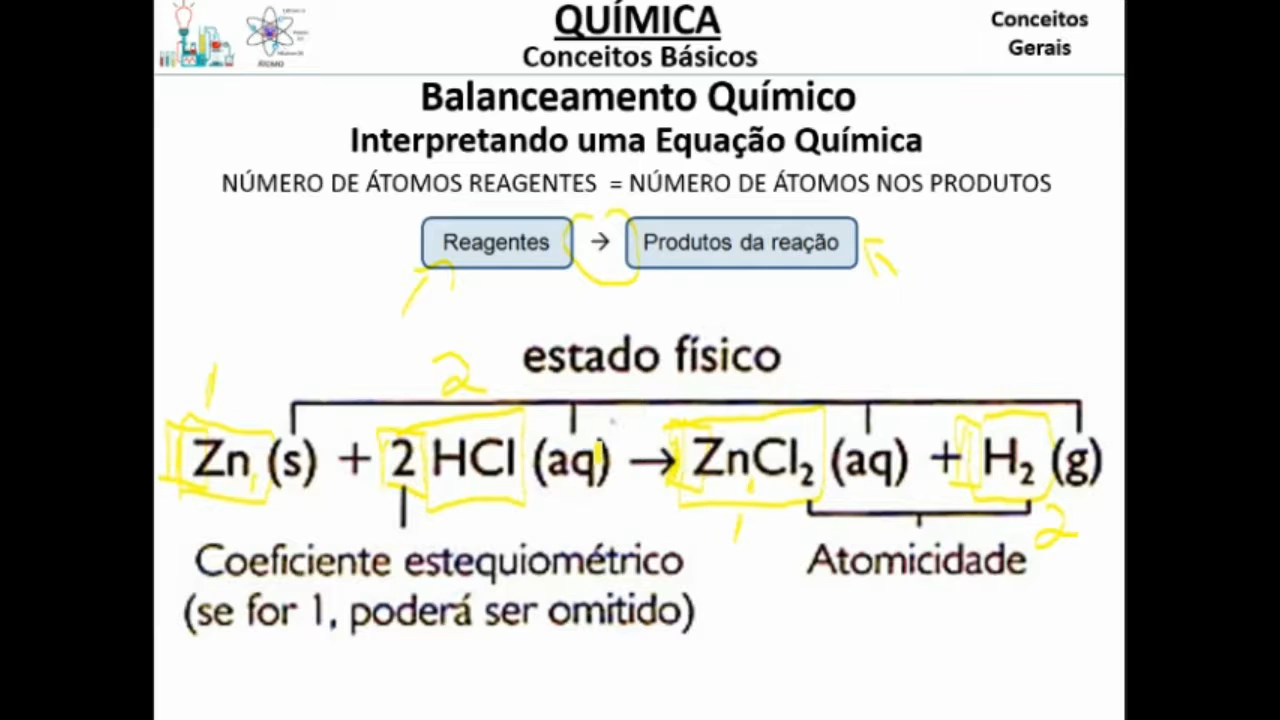 QUÍMICA
Conceitos Básicos
Conceitos
Gerais
ÁTOMO
Balanceamento Químico
Interpretando uma Equação Química
NÚMERO DE ÁTOMOS REAGENTES = NÚMERO DE ÁTOMOS NOS PRODUTOS
Reagentes → Produtos da reação
estado físico
1 2
Zn (s) + 2 HCl (aq) → ZnCl₂ (aq) + H₂ (g)
1 2
Coeficiente estequiométrico
(se for 1, poderá ser omitido)
Atomicidade